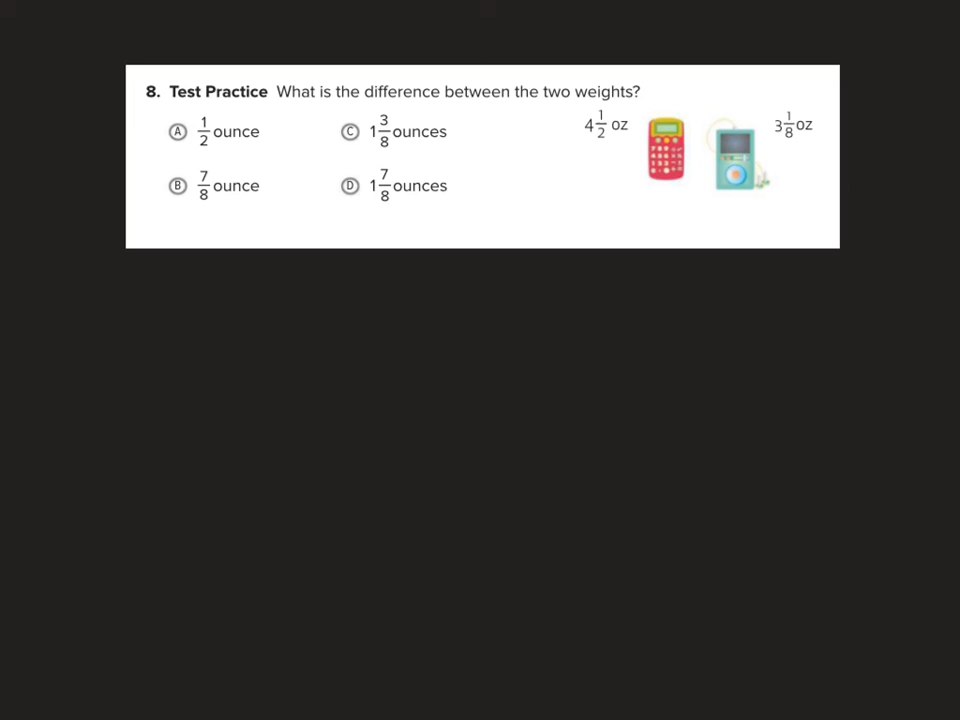 8. Test Practice What is the difference between the two weights?
A 1/2 ounce
B 7/8 ounce
C 1 3/8 ounces
D 1 7/8 ounces
4 1/2 oz
3 1/8 oz